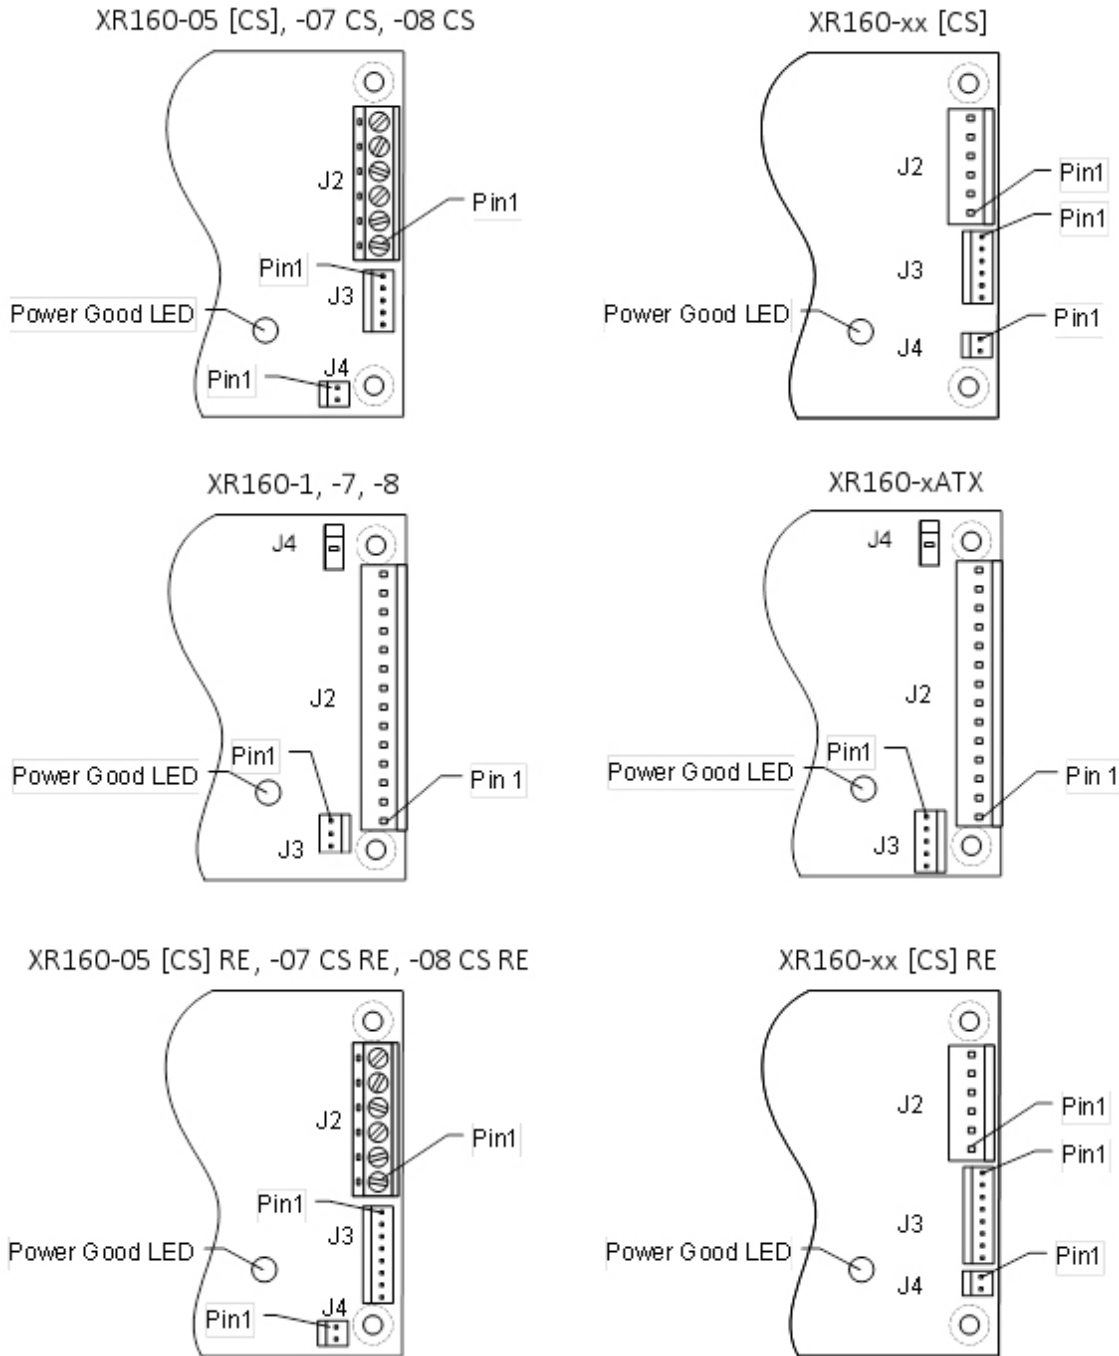 XR160-05 [CS], -07 CS, -08 CS
J2
Pin1
Pin1
J3
Power Good LED
J4
Pin1
XR160-xx [CS]
J2
Pin1
Pin1
J3
Power Good LED
Pin1
J4
XR160-1, -7, -8
J4
J2
Pin1
Power Good LED
Pin 1
J3
XR160-xATX
J4
J2
Pin1
Power Good LED
Pin 1
J3
XR160-05 [CS] RE, -07 CS RE, -08 CS RE
J2
Pin1
Pin1
J3
Power Good LED
J4
Pin1
XR160-xx [CS] RE
J2
Pin1
Pin1
J3
Power Good LED
Pin1
J4